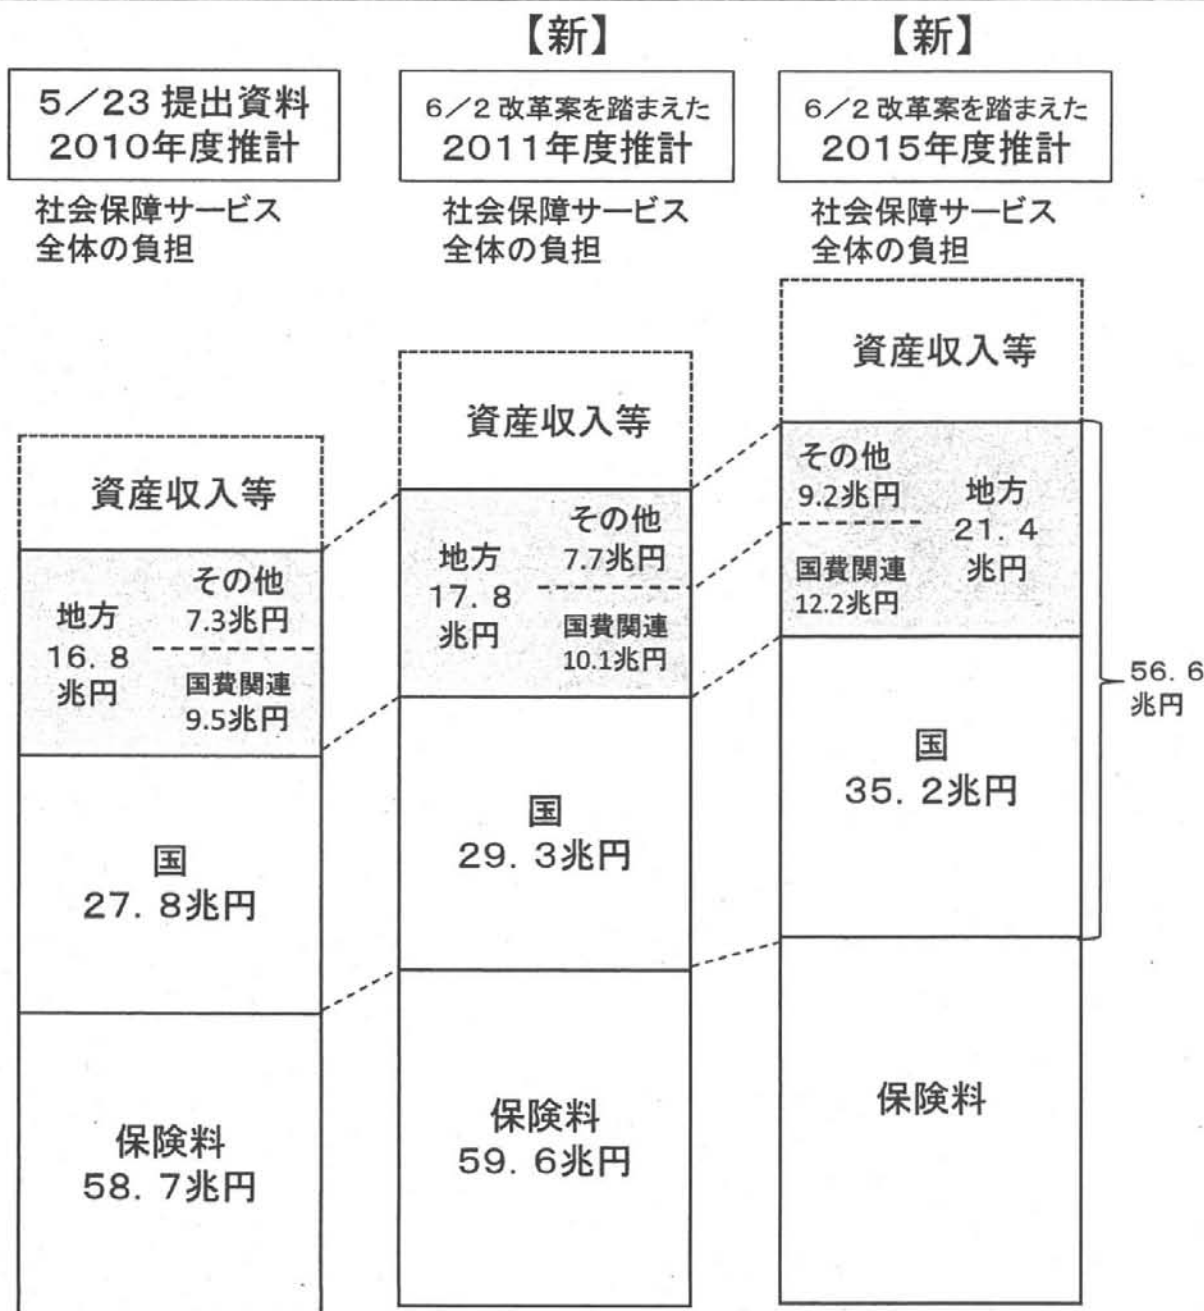 5／23 提出資料
2010年度推計
社会保障サービス
全体の負担
資産収入等
地方
16．8
兆円
その他
7.3兆円
国費関連
9.5兆円
国
27．8兆円
保険料
58．7兆円
【新】
6／2 改革案を踏まえた
2011年度推計
社会保障サービス
全体の負担
資産収入等
地方
17．8
兆円
その他
7.7兆円
国費関連
10.1兆円
国
29．3兆円
保険料
59．6兆円
【新】
6／2 改革案を踏まえた
2015年度推計
社会保障サービス
全体の負担
資産収入等
その他
9.2兆円
国費関連
12.2兆円
地方
21．4
兆円
国
35．2兆円
保険料
56．6
兆円